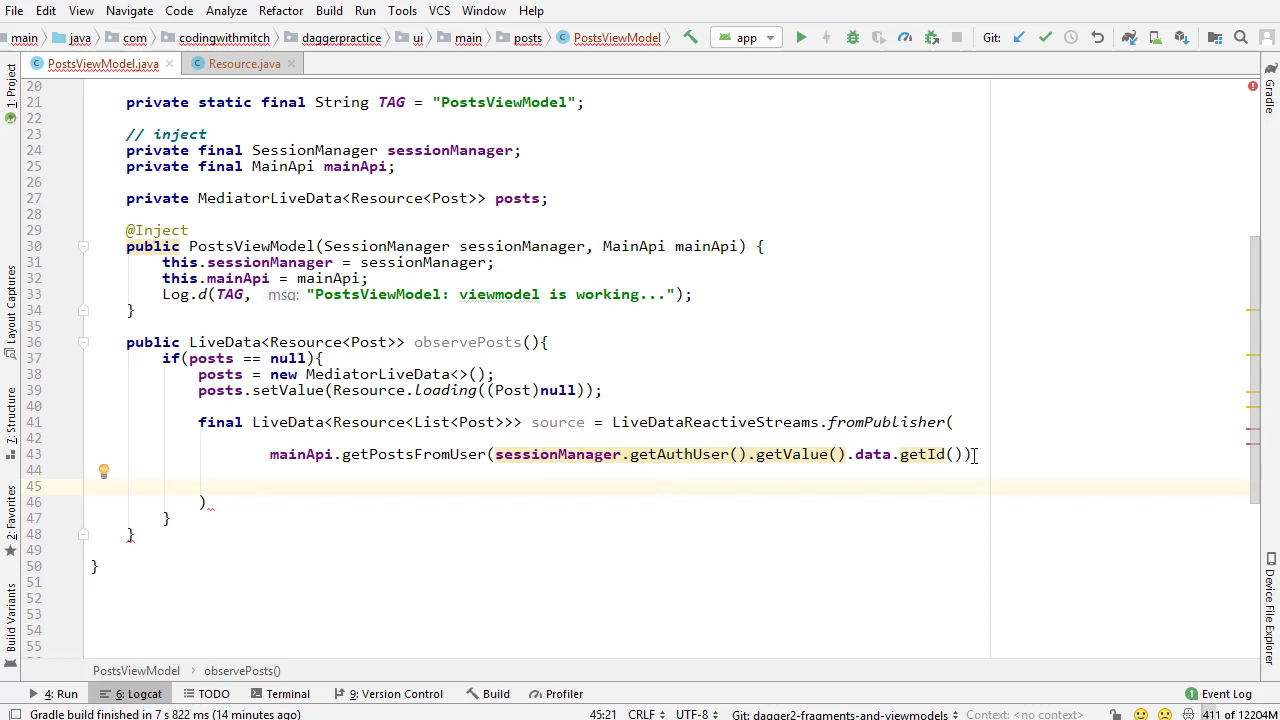 File Edit View Navigate Code Analyze Refactor Build Run Tools VCS Window Help
main java com codingwithmitch daggerpractice ui main posts PostsViewModel app Git:
PostsViewModel.java Resource.java
1: Project
Layout Captures
7: Structure
2: Favorites
Build Variants
20
21 private static final String TAG = "PostsViewModel";
22
23 // inject
24 private final SessionManager sessionManager;
25 private final MainApi mainApi;
26
27 private MediatorLiveData<Resource<Post>> posts;
28
29 @Inject
30 public PostsViewModel(SessionManager sessionManager, MainApi mainApi) {
31 this.sessionManager = sessionManager;
32 this.mainApi = mainApi;
33 Log.d(TAG, msg: "PostsViewModel: viewmodel is working...");
34 }
35
36 public LiveData<Resource<Post>> observePosts(){
37 if(posts == null){
38 posts = new MediatorLiveData<>();
39 posts.setValue(Resource.loading((Post)null));
40
41 final LiveData<Resource<List<Post>>> source = LiveDataReactiveStreams.fromPublisher(
42
43 mainApi.getPostsFromUser(sessionManager.getAuthUser().getValue().data.getId())
44
45
46 )
47 }
48 }
49
50 }
51
52
53
54
55
Gradle
Device File Explorer
PostsViewModel observePosts()
4: Run 6: Logcat TODO Terminal 9: Version Control Build Profiler 1 Event Log
Gradle build finished in 7 s 822 ms (14 minutes ago) 45:21 CRLF UTF-8 Git: dagger2-fragments-and-viewmodels Context: <no context> 411 of 12204M